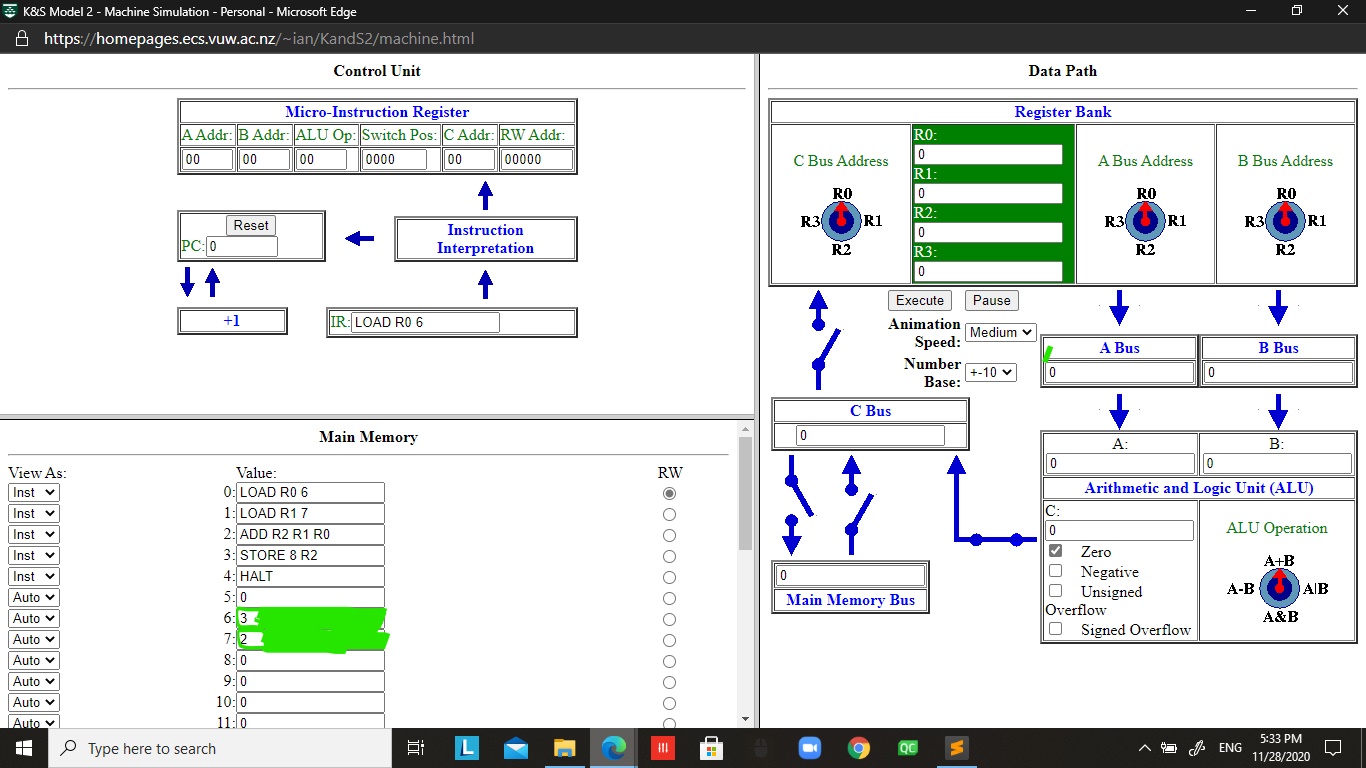 K&S Model 2 - Machine Simulation - Personal - Microsoft Edge
https://homepages.ecs.vuw.ac.nz/~ian/KandS2/machine.html
Control Unit
Micro-Instruction Register
A Addr: B Addr: ALU Op: Switch Pos: C Addr: RW Addr:
00 00 00 0000 00 00000
Reset
PC: 0
Instruction
Interpretation
+1
IR: LOAD R0 6
Main Memory
View As: Value: RW
Inst 0: LOAD R0 6
Inst 1: LOAD R1 7
Inst 2: ADD R2 R1 R0
Inst 3: STORE 8 R2
Inst 4: HALT
Auto 5: 0
Auto 6: 3
Auto 7: 2
Auto 8: 0
Auto 9: 0
Auto 10: 0
Auto 11: 0
Data Path
Register Bank
C Bus Address
R0
R3 R1
R2
R0:
0
R1:
0
R2:
0
R3:
0
A Bus Address
R0
R3 R1
R2
B Bus Address
R0
R3 R1
R2
Execute Pause
Animation
Speed: Medium
Number
Base: +-10
A Bus
0
B Bus
0
C Bus
0
0
Main Memory Bus
A: B:
0 0
Arithmetic and Logic Unit (ALU)
C:
0
Zero
Negative
Unsigned
Overflow
Signed Overflow
ALU Operation
A+B
A-B A|B
A&B
Type here to search
L
QC
ENG
5:33 PM
11/28/2020